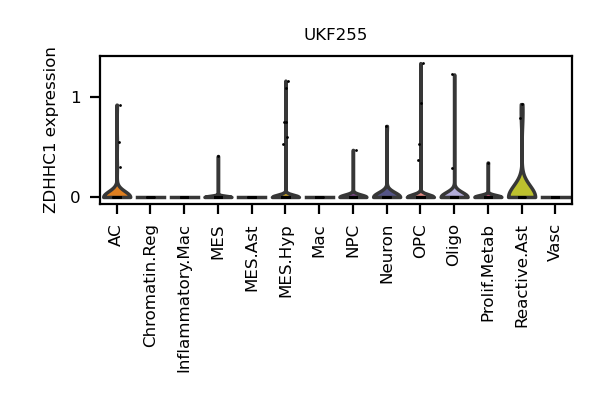 UKF255
ZDHHC1 expression
1
0
AC
Chromatin.Reg
Inflammatory.Mac
MES
MES.Ast
MES.Hyp
Mac
NPC
Neuron
OPC
Oligo
Prolif.Metab
Reactive.Ast
Vasc